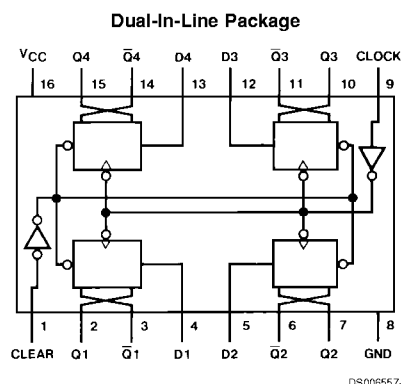 Dual-In-Line Package
VCC Q4 Q̅4 D4 D3 Q̅3 Q3 CLOCK
16 15 14 13 12 11 10 9
1 2 3 4 5 6 7 8
CLEAR Q1 Q̅1 D1 D2 Q̅2 Q2 GND
DS006557-